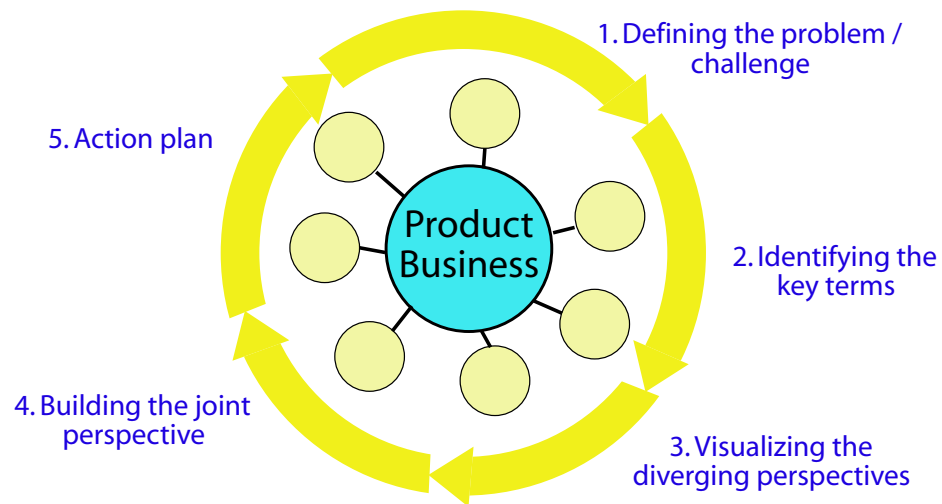 1. Defining the problem /
challenge
5. Action plan
Product
Business
2. Identifying the
key terms
4. Building the joint
perspective
3. Visualizing the
diverging perspectives